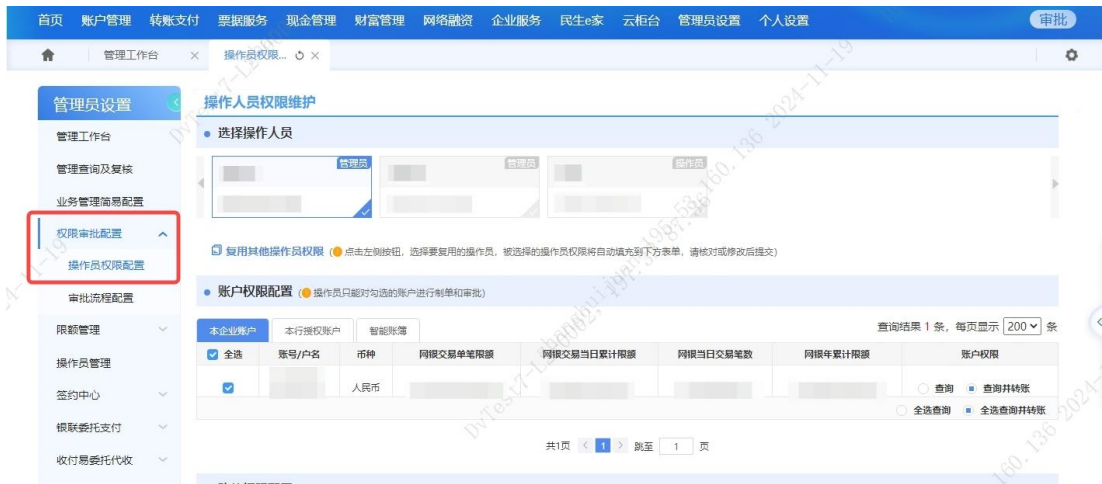 首页 账户管理 转账支付 票据服务 现金管理 财富管理 网络融资 企业服务 民生e家 云柜台 管理员设置 个人设置 审批
管理工作台 × 操作员权限... ×
管理员设置
管理工作台
管理查询及复核
业务管理简易配置
权限审批配置
操作员权限配置
审批流程配置
限额管理
操作员管理
签约中心
银联委托支付
收付易委托代收
操作人员权限维护
选择操作人员
管理员 管理员 操作员
复用其他操作员权限 (点击左侧按钮，选择要复用的操作员，被选择的操作员权限将自动填充到下方表单，请核对或修改后提交)
账户权限配置 (操作员只能对勾选的账户进行制单和审批)
本企业账户 本行授权账户 智能账簿 查询结果 1 条，每页显示 200 条
全选 账号/户名 币种 网银交易单笔限额 网银交易当日累计限额 网银当日交易笔数 网银年累计限额 账户权限
人民币 查询 查询并转账
全选查询 全选查询并转账
共1页 < 1 > 跳至 1 页